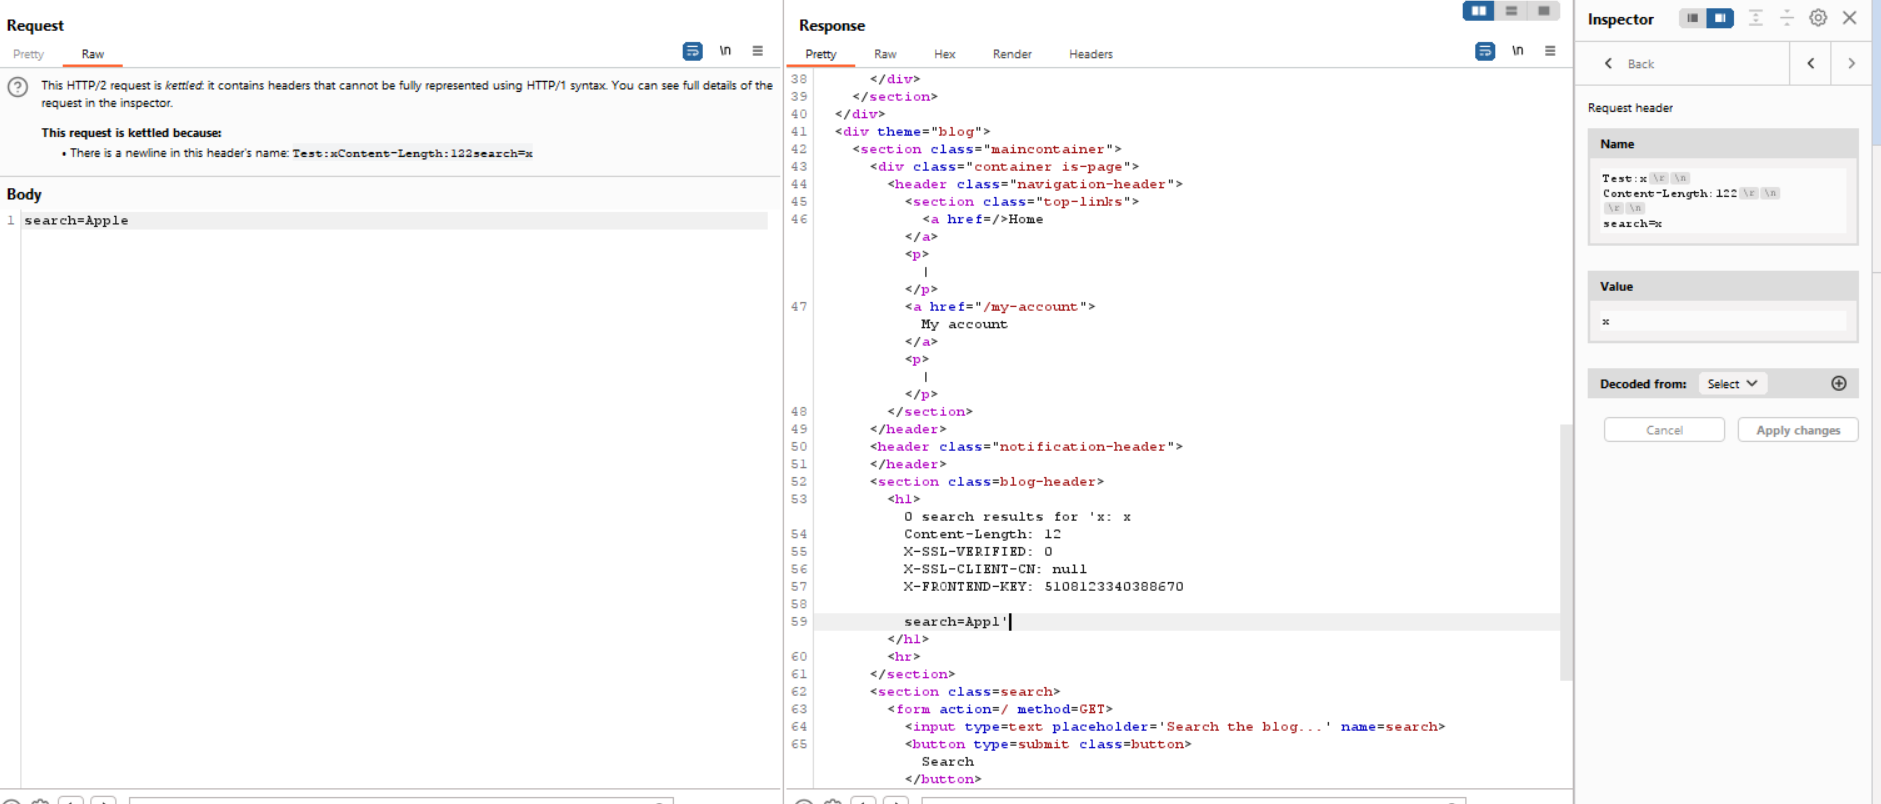 Request
Pretty Raw
\n
This HTTP/2 request is kettled: it contains headers that cannot be fully represented using HTTP/1 syntax. You can see full details of the
request in the inspector.
This request is kettled because:
• There is a newline in this header's name: Test:xContent-Length:122search=x
Body
1 search=Apple
Response
Pretty Raw Hex Render Headers
\n
38 </div>
39 </section>
40 </div>
41 <div theme="blog">
42 <section class="maincontainer">
43 <div class="container is-page">
44 <header class="navigation-header">
45 <section class="top-links">
46 <a href=/>Home
</a>
<p>
|
</p>
47 <a href="/my-account">
My account
</a>
<p>
|
</p>
48 </section>
49 </header>
50 <header class="notification-header">
51 </header>
52 <section class=blog-header>
53 <h1>
0 search results for 'x: x
54 Content-Length: 12
55 X-SSL-VERIFIED: 0
56 X-SSL-CLIENT-CN: null
57 X-FRONTEND-KEY: 5108123340388670
58
59 search=Appl'
</h1>
60 <hr>
61 </section>
62 <section class=search>
63 <form action=/ method=GET>
64 <input type=text placeholder='Search the blog...' name=search>
65 <button type=submit class=button>
Search
</button>
Inspector
Back
Request header
Name
Test:x \r \n
Content-Length:122 \r \n
\r \n
search=x
Value
x
Decoded from: Select
Cancel Apply changes